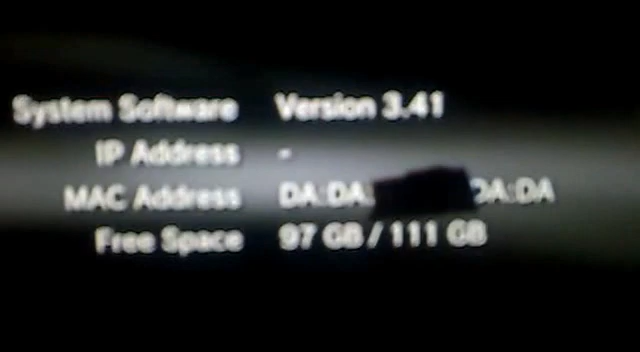 System Software Version 3.41
IP Address -
MAC Address DA:DA: DA:DA
Free Space 97 GB / 111 GB